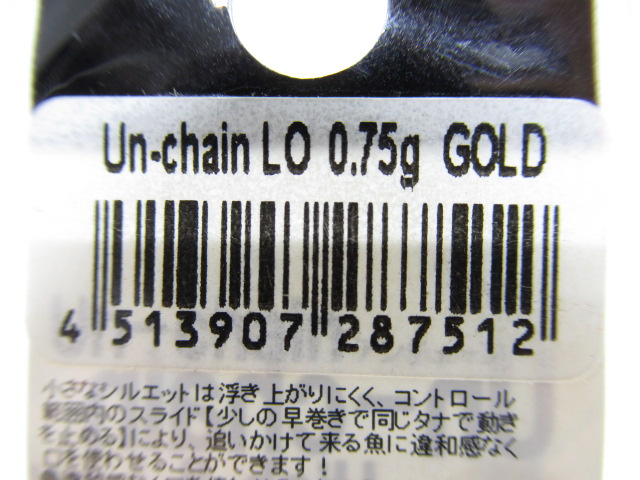 Un-chain LO 0.75g GOLD
4 513907 287512
小さなシルエットは浮き上がりにくく、コントロール
範囲内のスライド【少しの早巻きで同じタナで動き
を止める】により、追いかけて来る魚に違和感なく
口を使わせることができます！